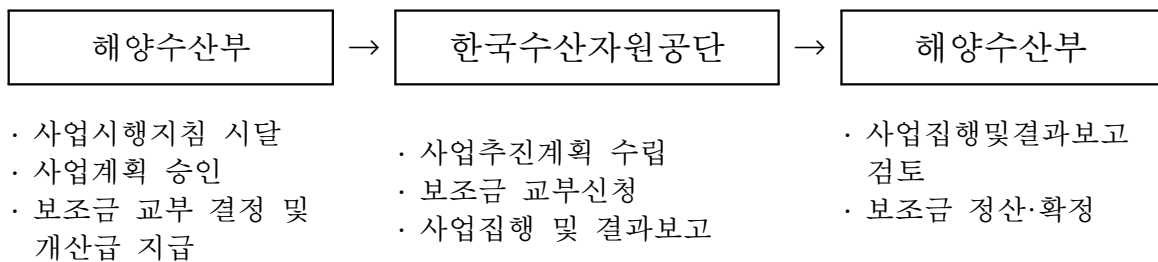 해양수산부 → 한국수산자원공단 → 해양수산부
· 사업시행지침 시달
· 사업계획 승인
· 보조금 교부 결정 및
개산급 지급
· 사업추진계획 수립
· 보조금 교부신청
· 사업집행 및 결과보고
· 사업집행및결과보고
검토
· 보조금 정산·확정